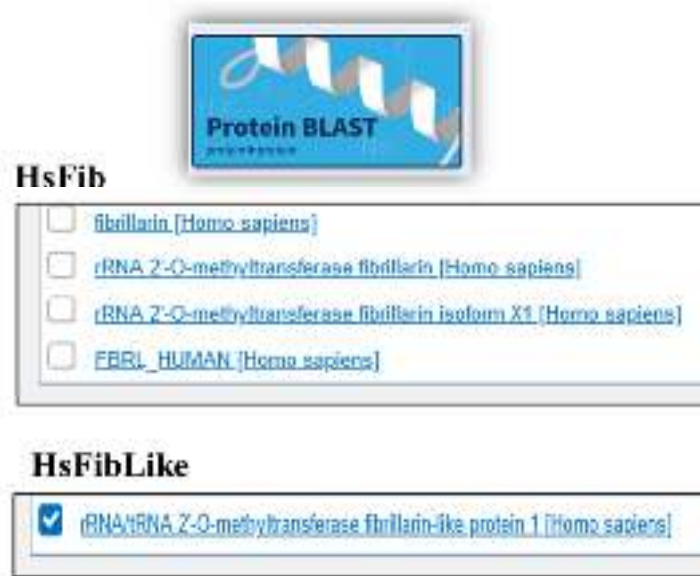 Protein BLAST
HsFib
fibrillarin [Homo sapiens]
rRNA 2'-O-methyltransferase fibrillarin [Homo sapiens]
rRNA 2'-O-methyltransferase fibrillarin isoform X1 [Homo sapiens]
FBRL_HUMAN [Homo sapiens]
HsFibLike
rRNA/tRNA 2'-O-methyltransferase fibrillarin-like protein 1 [Homo sapiens]